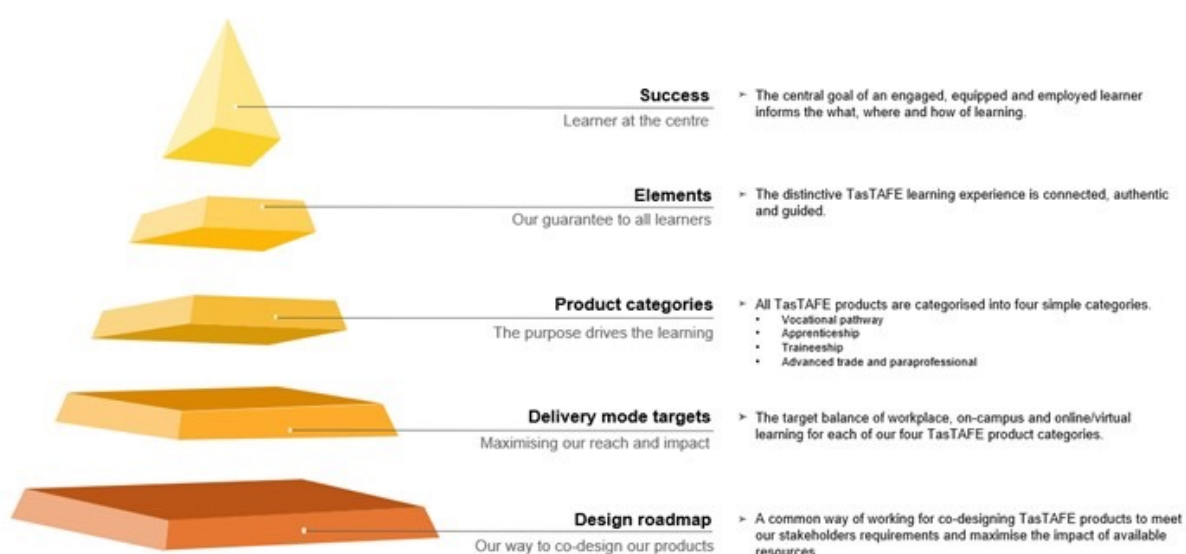 Success
Learner at the centre
➢ The central goal of an engaged, equipped and employed learner
informs the what, where and how of learning.
Elements
Our guarantee to all learners
➢ The distinctive TasTAFE learning experience is connected, authentic
and guided.
Product categories
The purpose drives the learning
➢ All TasTAFE products are categorised into four simple categories.
• Vocational pathway
• Apprenticeship
• Traineeship
• Advanced trade and paraprofessional
Delivery mode targets
Maximising our reach and impact
➢ The target balance of workplace, on-campus and online/virtual
learning for each of our four TasTAFE product categories.
Design roadmap
Our way to co-design our products
➢ A common way of working for co-designing TasTAFE products to meet
our stakeholders requirements and maximise the impact of available
resources